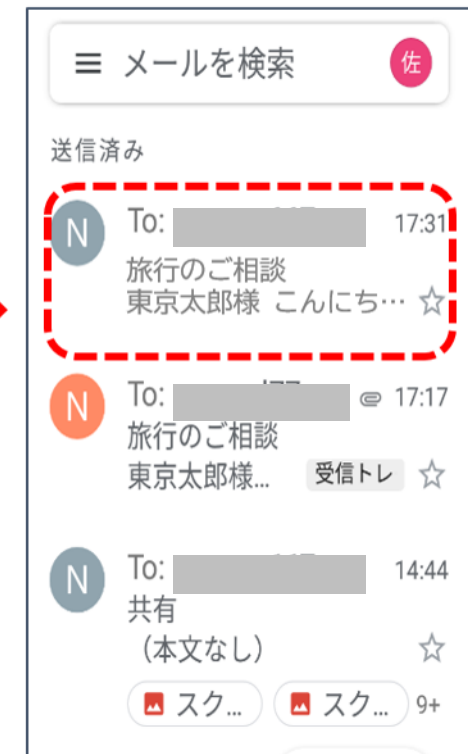 メールを検索
佐
送信済み
N
To:
17:31
旅行のご相談
東京太郎様 こんにち…
N
To:
17:17
旅行のご相談
東京太郎様...
受信トレ
N
To:
14:44
共有
（本文なし）
スク...
スク...
9+